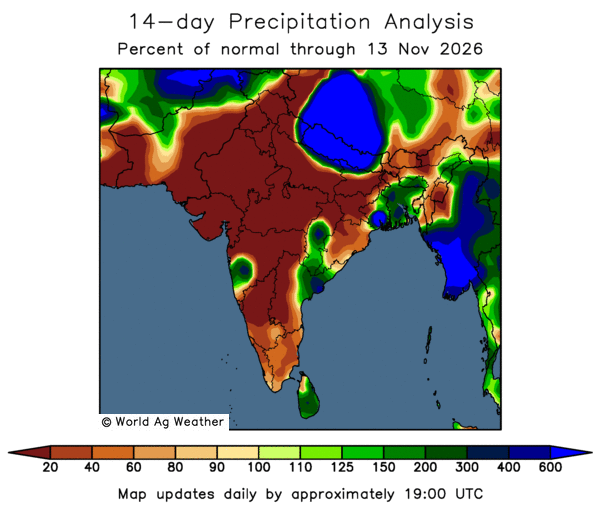 14-day Precipitation Analysis
Percent of normal through 13 Nov 2026
© World Ag Weather
20 40 60 80 90 100 110 125 150 200 300 400 600
Map updates daily by approximately 19:00 UTC